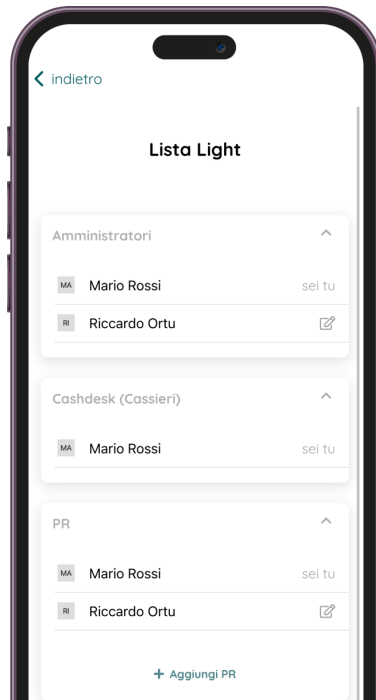 indietro
Lista Light
Amministratori
MA Mario Rossi sei tu
RI Riccardo Ortu
Cashdesk (Cassieri)
MA Mario Rossi sei tu
PR
MA Mario Rossi sei tu
RI Riccardo Ortu
+ Aggiungi PR